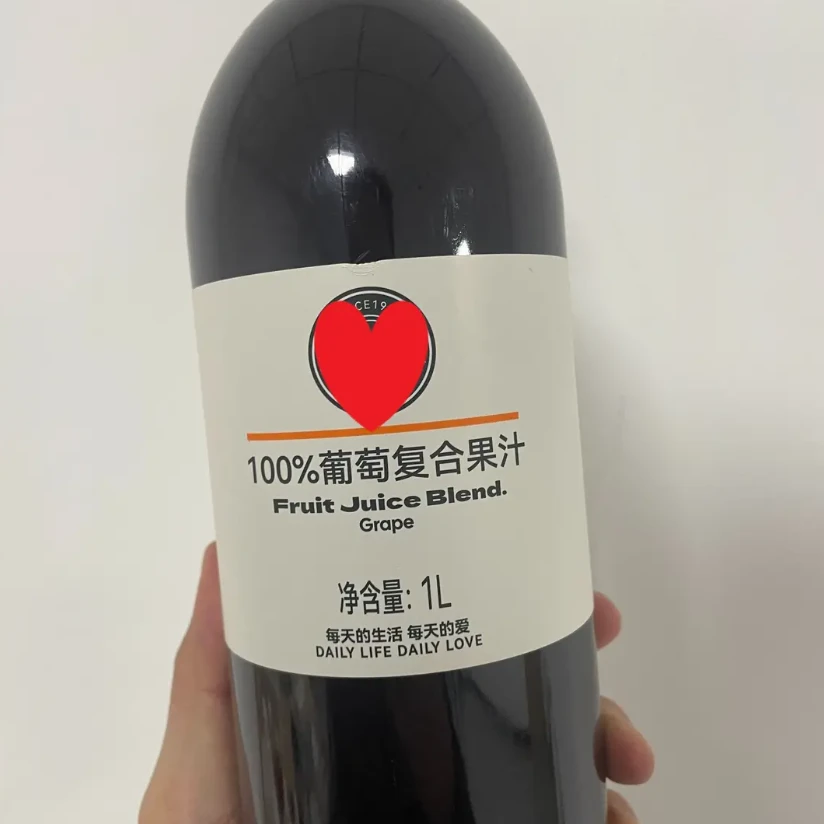 CE19
100%葡萄复合果汁
Fruit Juice Blend.
Grape
净含量: 1L
每天的生活 每天的爱
DAILY LIFE DAILY LOVE